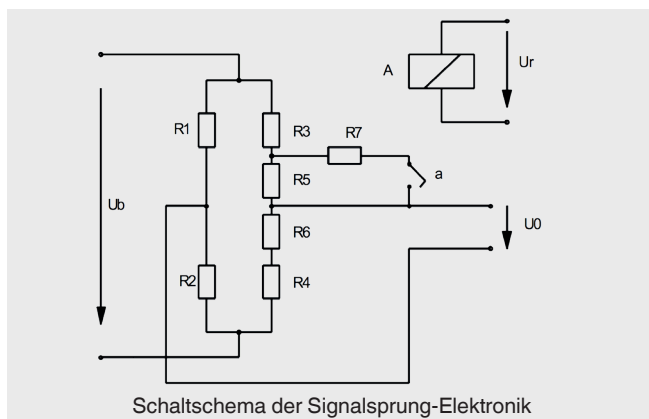 A
Ur
R1
R3
R7
R5
a
Ub
R6
U0
R2
R4
Schaltschema der Signalsprung-Elektronik